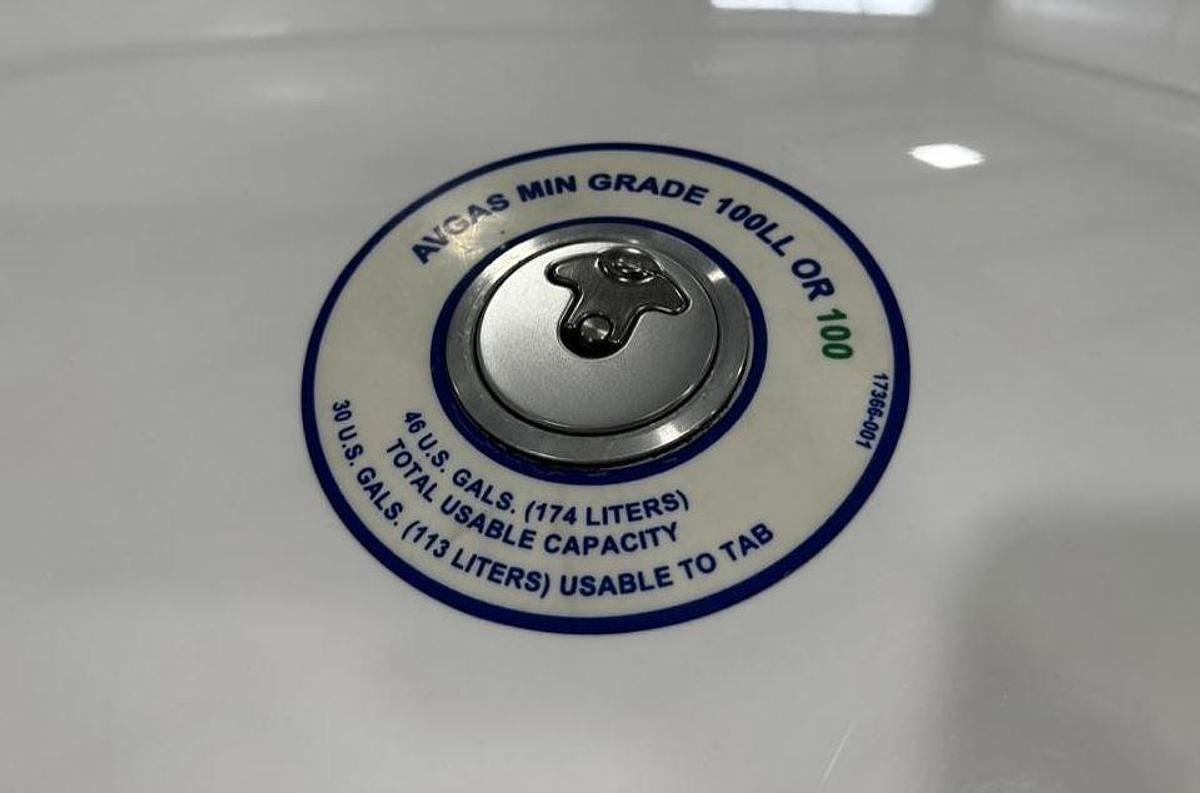 AVGAS MIN GRADE 100LL OR 100
17366-001
46 U.S. GALS. (174 LITERS)
TOTAL USABLE CAPACITY
30 U.S. GALS. (113 LITERS) USABLE TO TAB